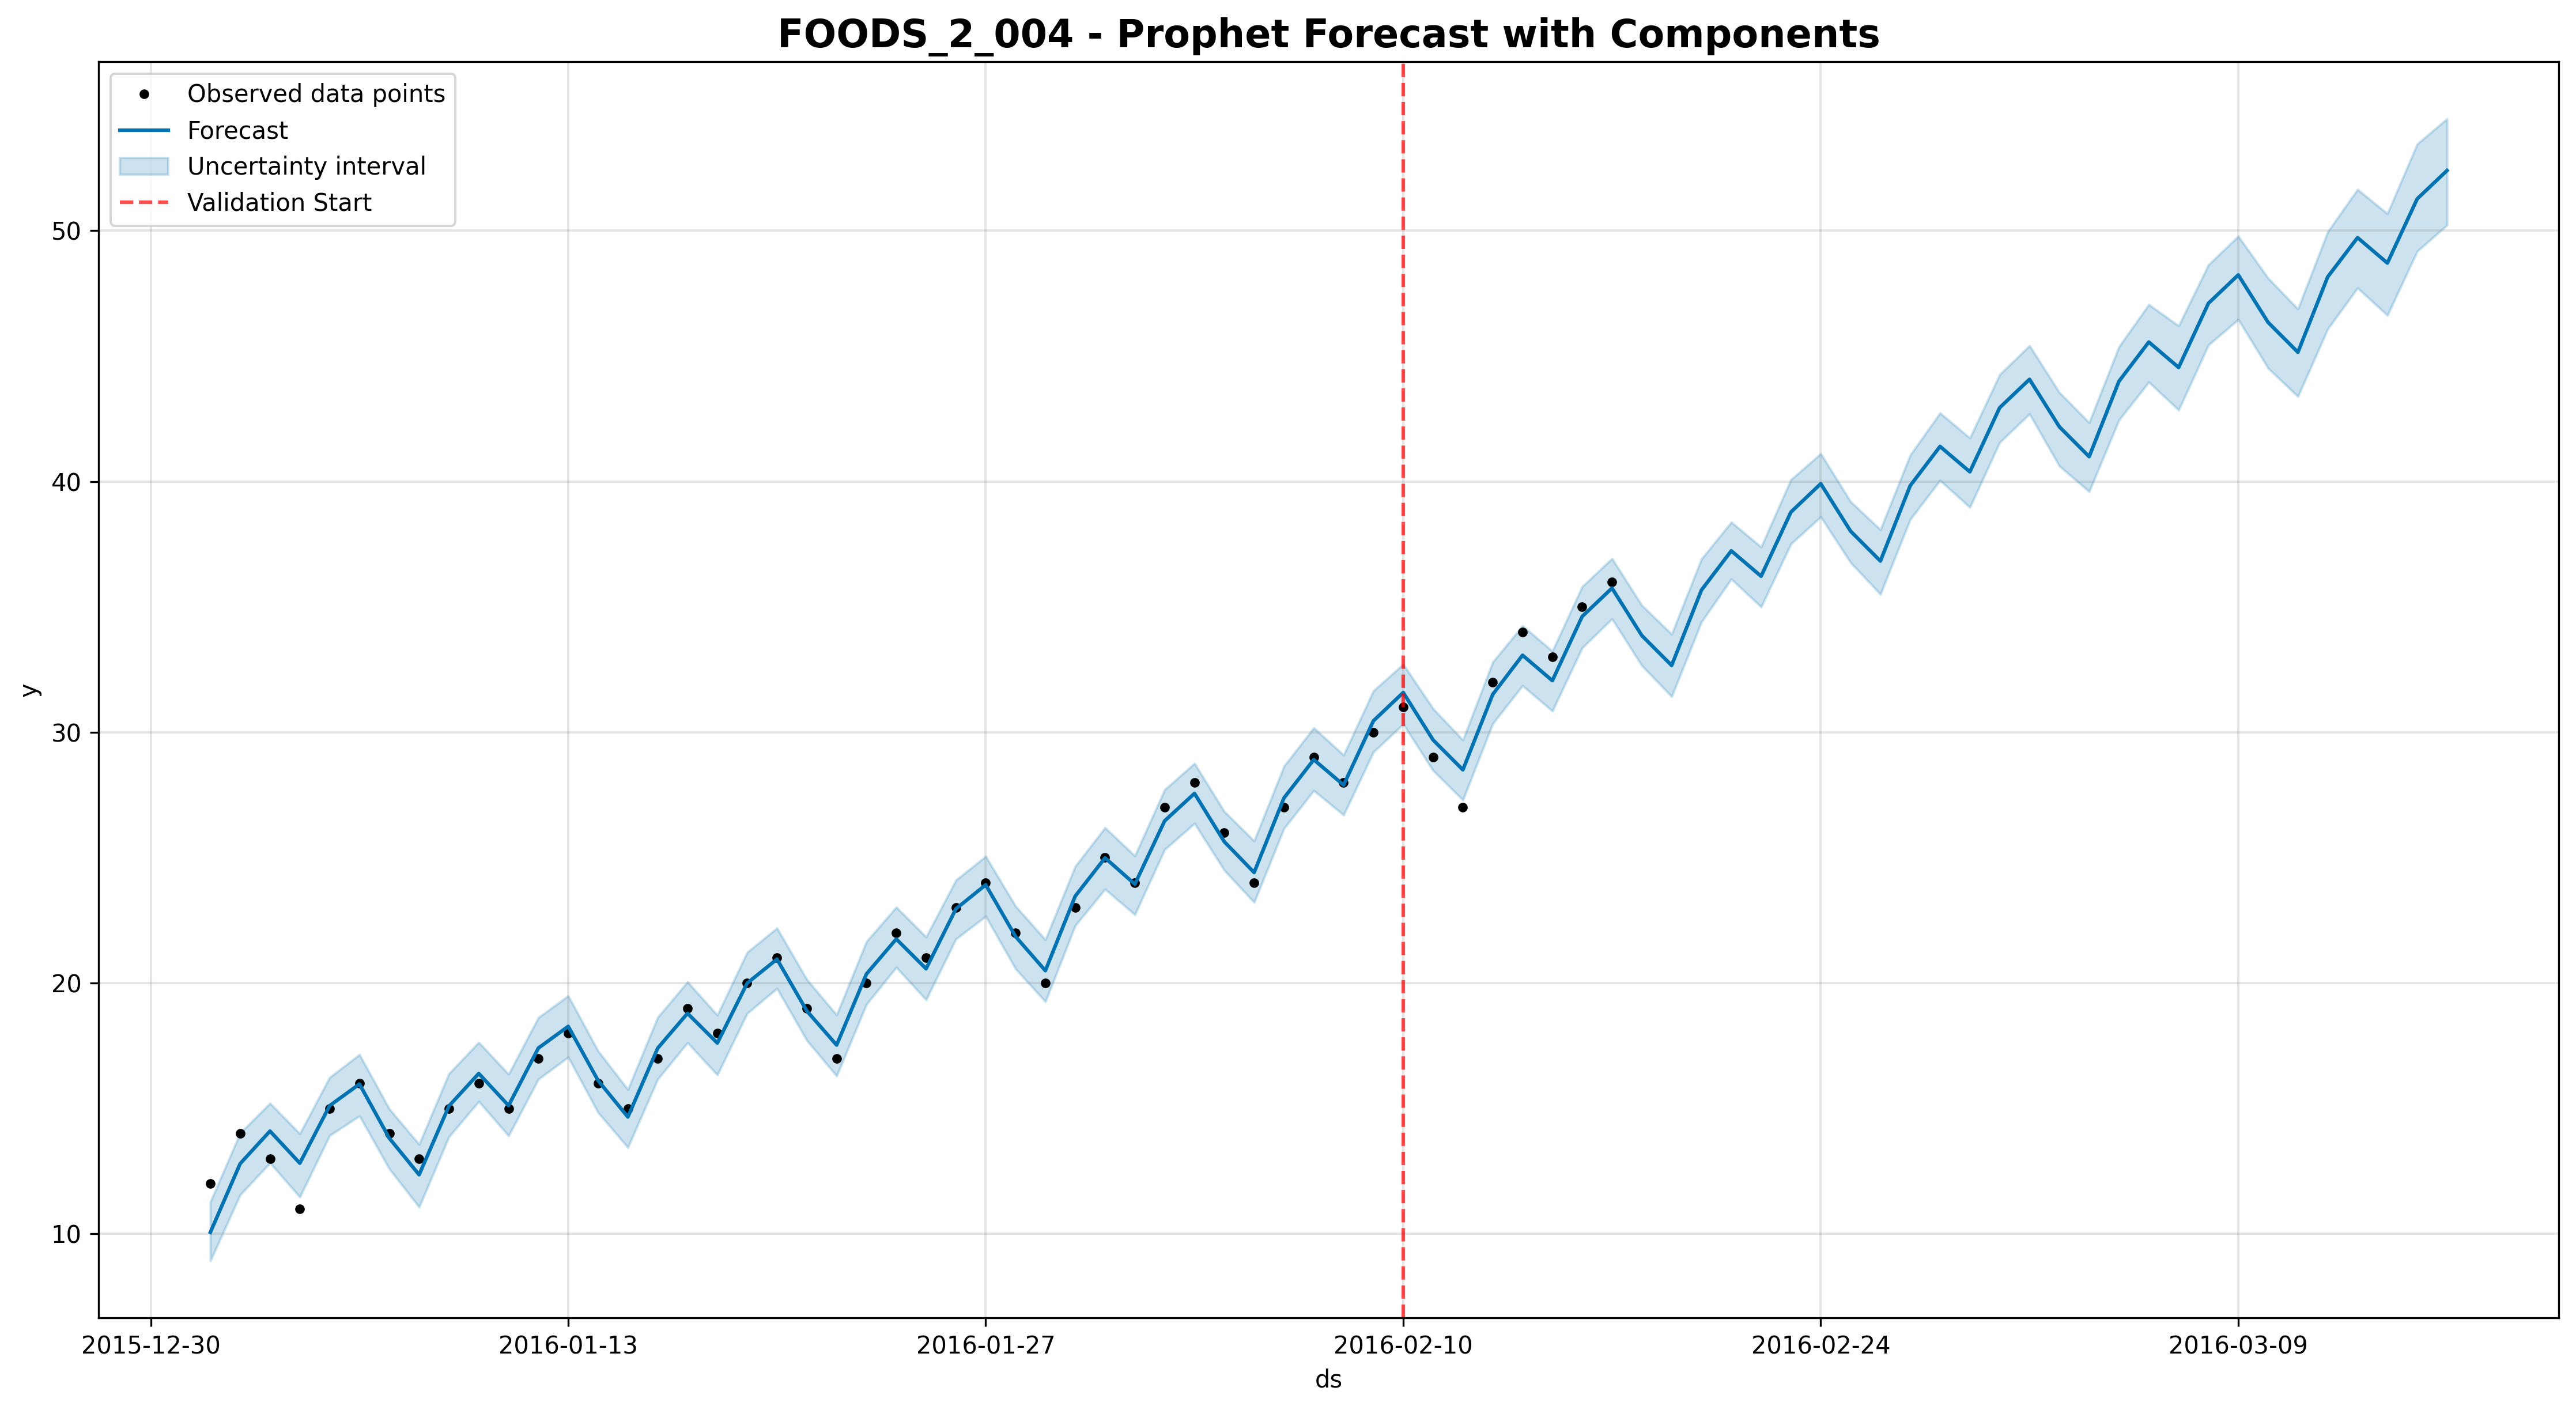 FOODS_2_004 - Prophet Forecast with Components
Observed data points
Forecast
Uncertainty interval
Validation Start
50
40
30
20
10
y
2015-12-30
2016-01-13
2016-01-27
2016-02-10
2016-02-24
2016-03-09
ds